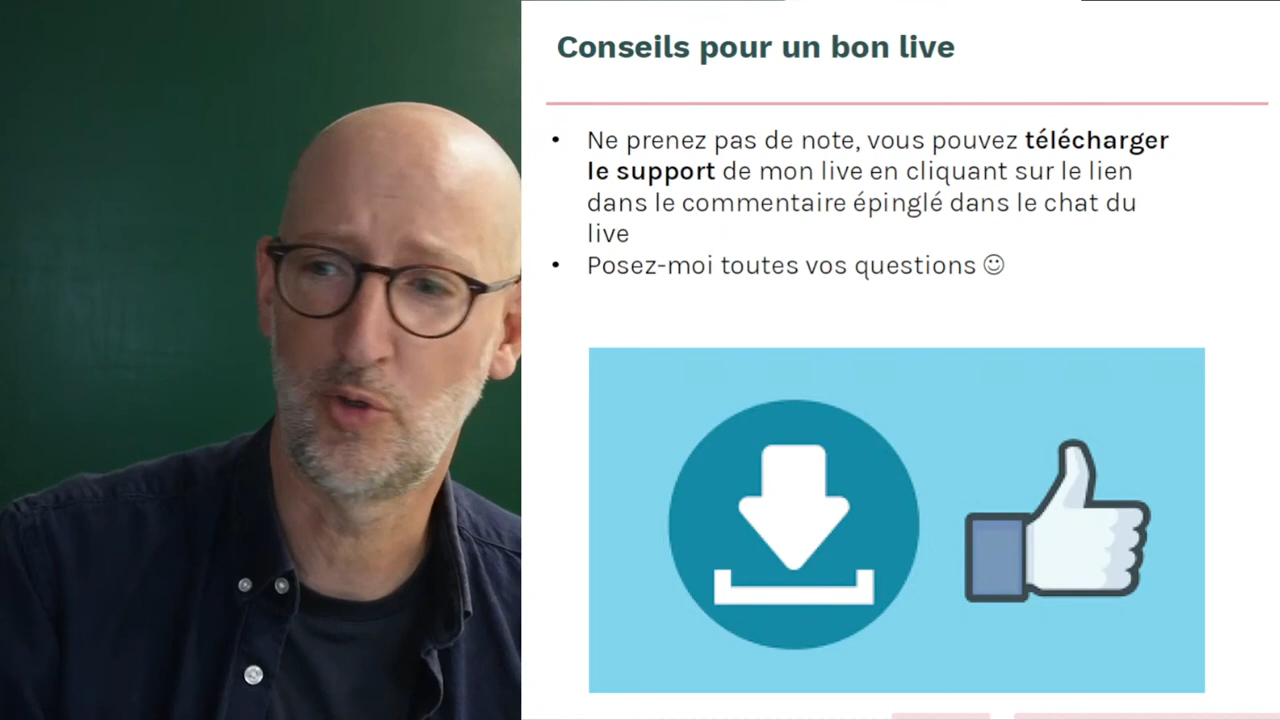 Conseils pour un bon live
• Ne prenez pas de note, vous pouvez télécharger
le support de mon live en cliquant sur le lien
dans le commentaire épinglé dans le chat du
live
• Posez-moi toutes vos questions ☺